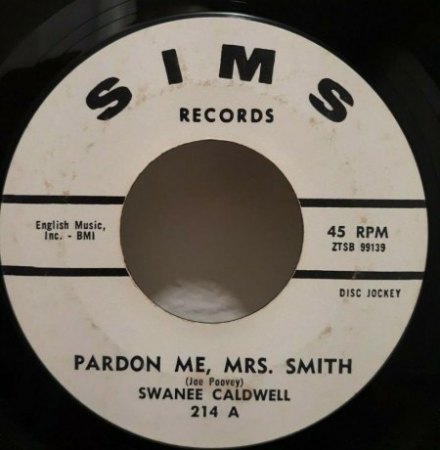 SIMS
RECORDS
English Music,
Inc. - BMI
45 RPM
ZTSB 99139
DISC JOCKEY
PARDON ME, MRS. SMITH
(Joe Poovey)
SWANEE CALDWELL
214 A